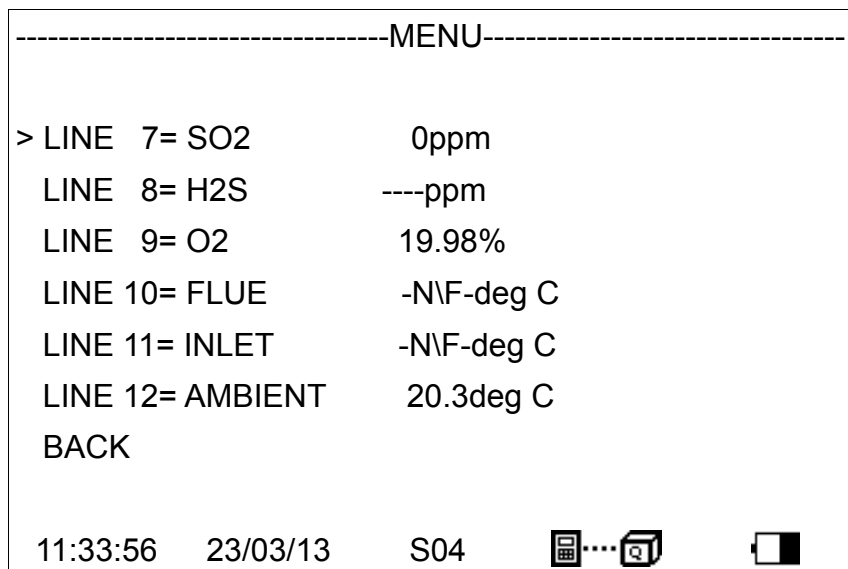 ----------------------------------MENU---------------------------------
> LINE 7= SO2 0ppm
LINE 8= H2S ----ppm
LINE 9= O2 19.98%
LINE 10= FLUE -N\F-deg C
LINE 11= INLET -N\F-deg C
LINE 12= AMBIENT 20.3deg C
BACK
11:33:56 23/03/13 S04 Q